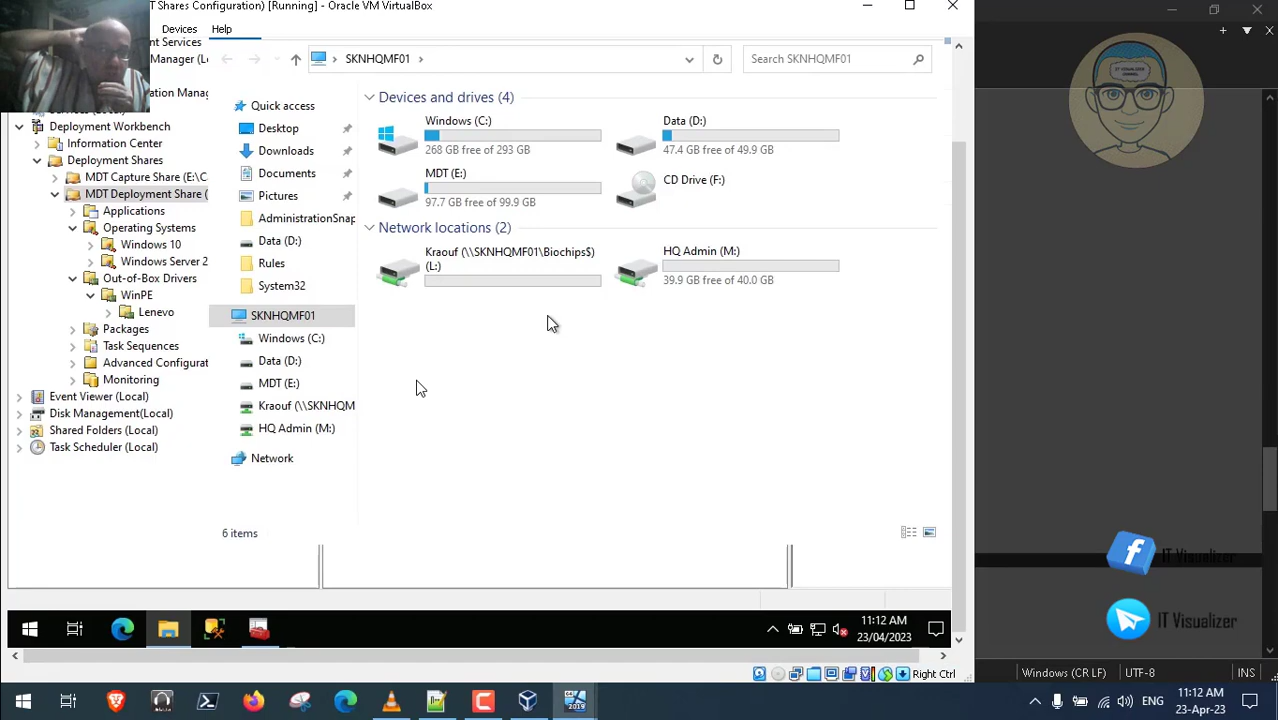 T Shares Configuration) [Running] - Oracle VM VirtualBox
Devices
Help
SKNHQMF01
Search SKNHQMF01
Quick access
Desktop
Downloads
Documents
Pictures
AdministrationSnap
Data (D:)
Rules
System32
SKNHQMF01
Windows (C:)
Data (D:)
MDT (E:)
Kraouf (\\SKNHQM
HQ Admin (M:)
Network
Devices and drives (4)
Windows (C:)
268 GB free of 293 GB
Data (D:)
47.4 GB free of 49.9 GB
MDT (E:)
97.7 GB free of 99.9 GB
CD Drive (F:)
Network locations (2)
Kraouf (\\SKNHQMF01\Biochips$)
(L:)
HQ Admin (M:)
39.9 GB free of 40.0 GB
6 items
Deployment Workbench
Information Center
Deployment Shares
MDT Capture Share (E:\C
MDT Deployment Share (
Applications
Operating Systems
Windows 10
Windows Server 2
Out-of-Box Drivers
WinPE
Lenevo
Packages
Task Sequences
Advanced Configurat
Monitoring
Event Viewer (Local)
Disk Management(Local)
Shared Folders (Local)
Task Scheduler (Local)
11:12 AM
23/04/2023
Right Ctrl
IT VISUALIZER
CHANNEL
IT Visualizer
IT Visualizer
Windows (CR LF)
UTF-8
INS
ENG
11:12 AM
23-Apr-23